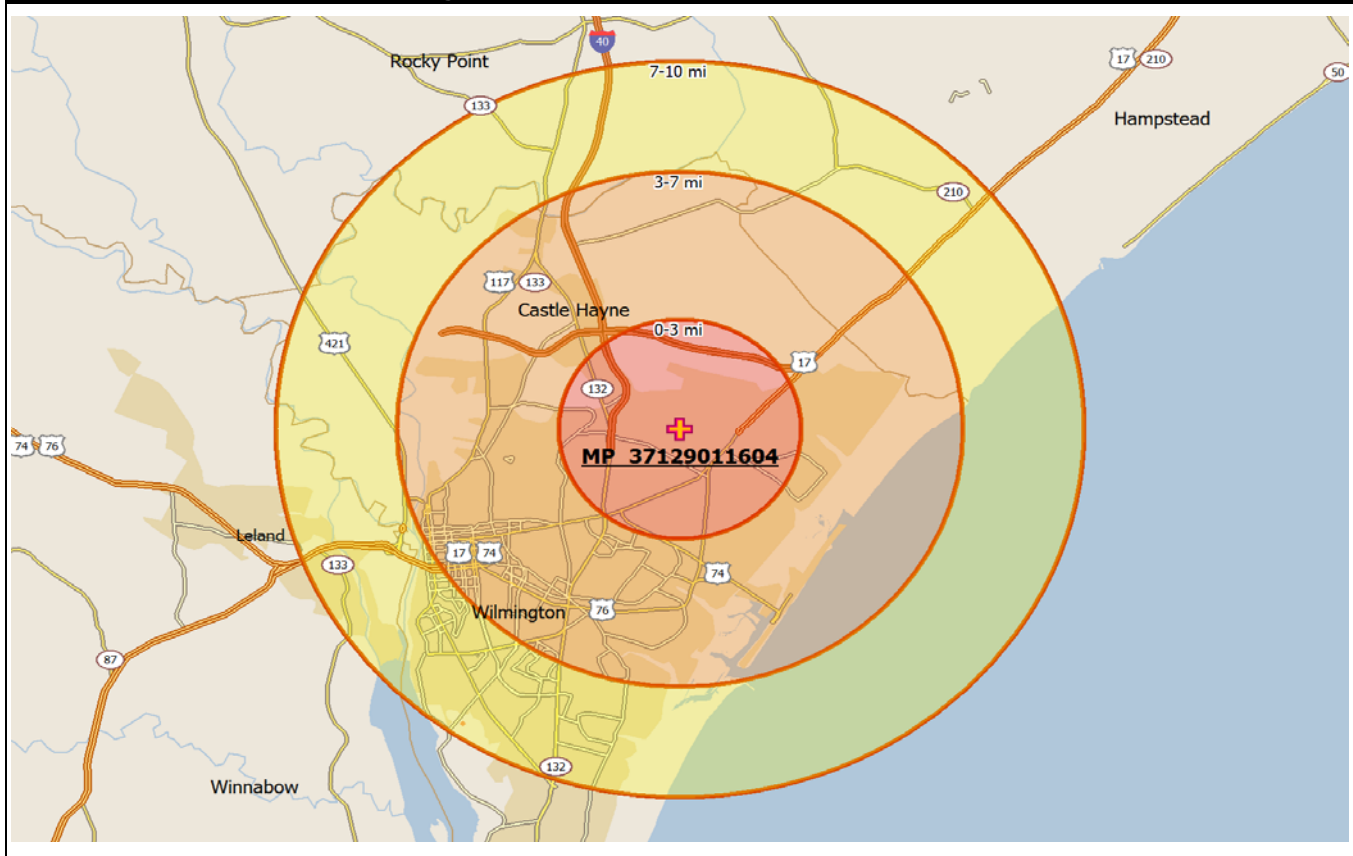 40
Rocky Point
17
210
7-10 mi
50
133
Hampstead
3-7 mi
210
117
133
Castle Hayne
0-3 mi
421
17
132
74
76
MP 37129011604
Leland
17
74
133
74
76
Wilmington
87
132
Winnabow